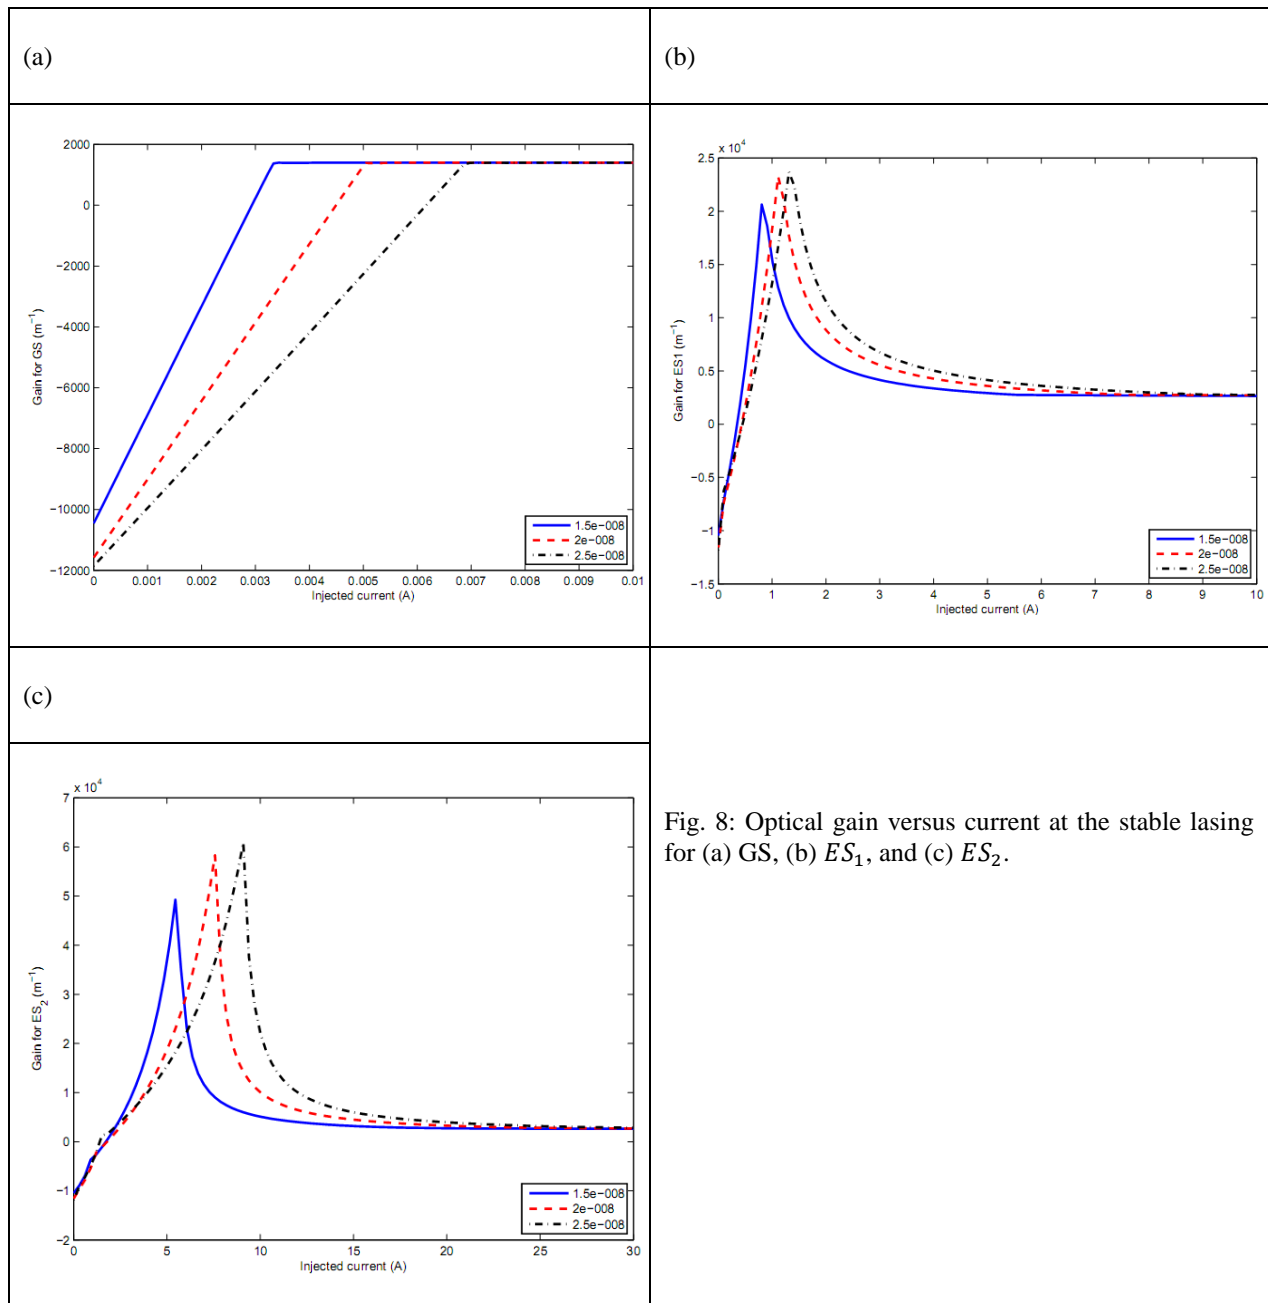 (a)
(b)
2000
0
−2000
−4000
−6000
−8000
−10000
−12000
Gain for GS (m⁻¹)
0 0.001 0.002 0.003 0.004 0.005 0.006 0.007 0.008 0.009 0.01
Injected current (A)
1.5e−008
2e−008
2.5e−008
x 10⁴
2.5
2
1.5
1
0.5
0
−0.5
−1
−1.5
Gain for ES1 (m⁻¹)
0 1 2 3 4 5 6 7 8 9 10
Injected current (A)
1.5e−008
2e−008
2.5e−008
(c)
x 10⁴
7
6
5
4
3
2
1
0
−1
−2
Gain for ES₂ (m⁻¹)
0 5 10 15 20 25 30
Injected current (A)
1.5e−008
2e−008
2.5e−008
Fig. 8: Optical gain versus current at the stable lasing
for (a) GS, (b) ES₁, and (c) ES₂.